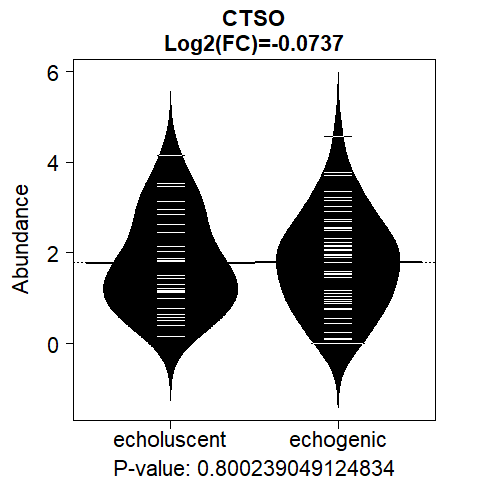 CTSO
Log2(FC)=-0.0737
Abundance
6
4
2
0
echoluscent echogenic
P-value: 0.800239049124834